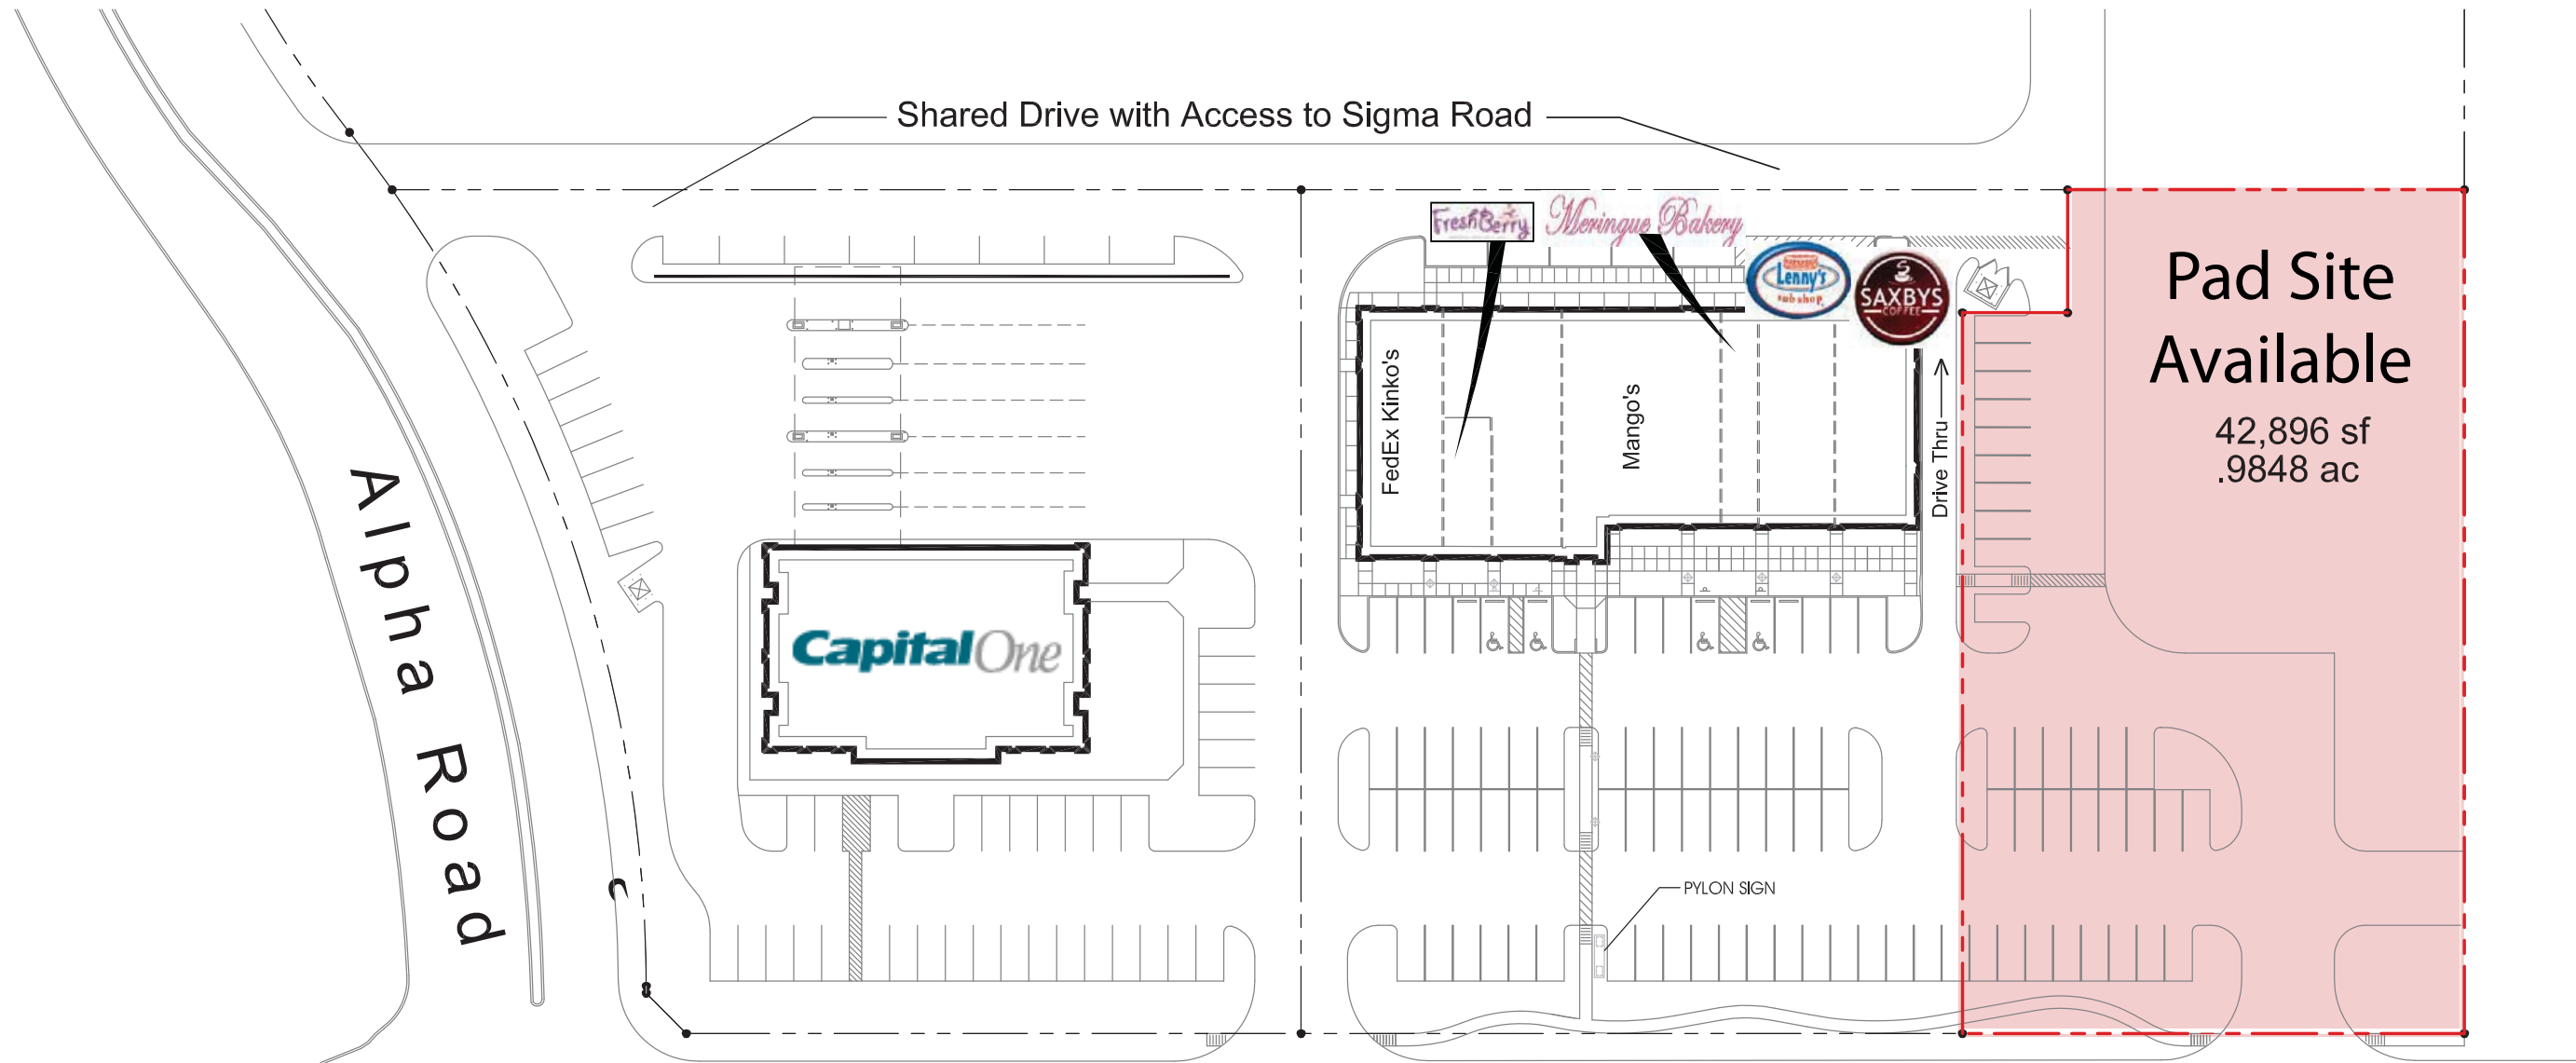 Shared Drive with Access to Sigma Road
FreshBerry
Meringue Bakery
Lenny's
sub shop
SAXBYS
COFFEE
Pad Site
Available
42,896 sf
.9848 ac
FedEx Kinko's
Mango's
Drive Thru
Alpha Road
CapitalOne
PYLON SIGN